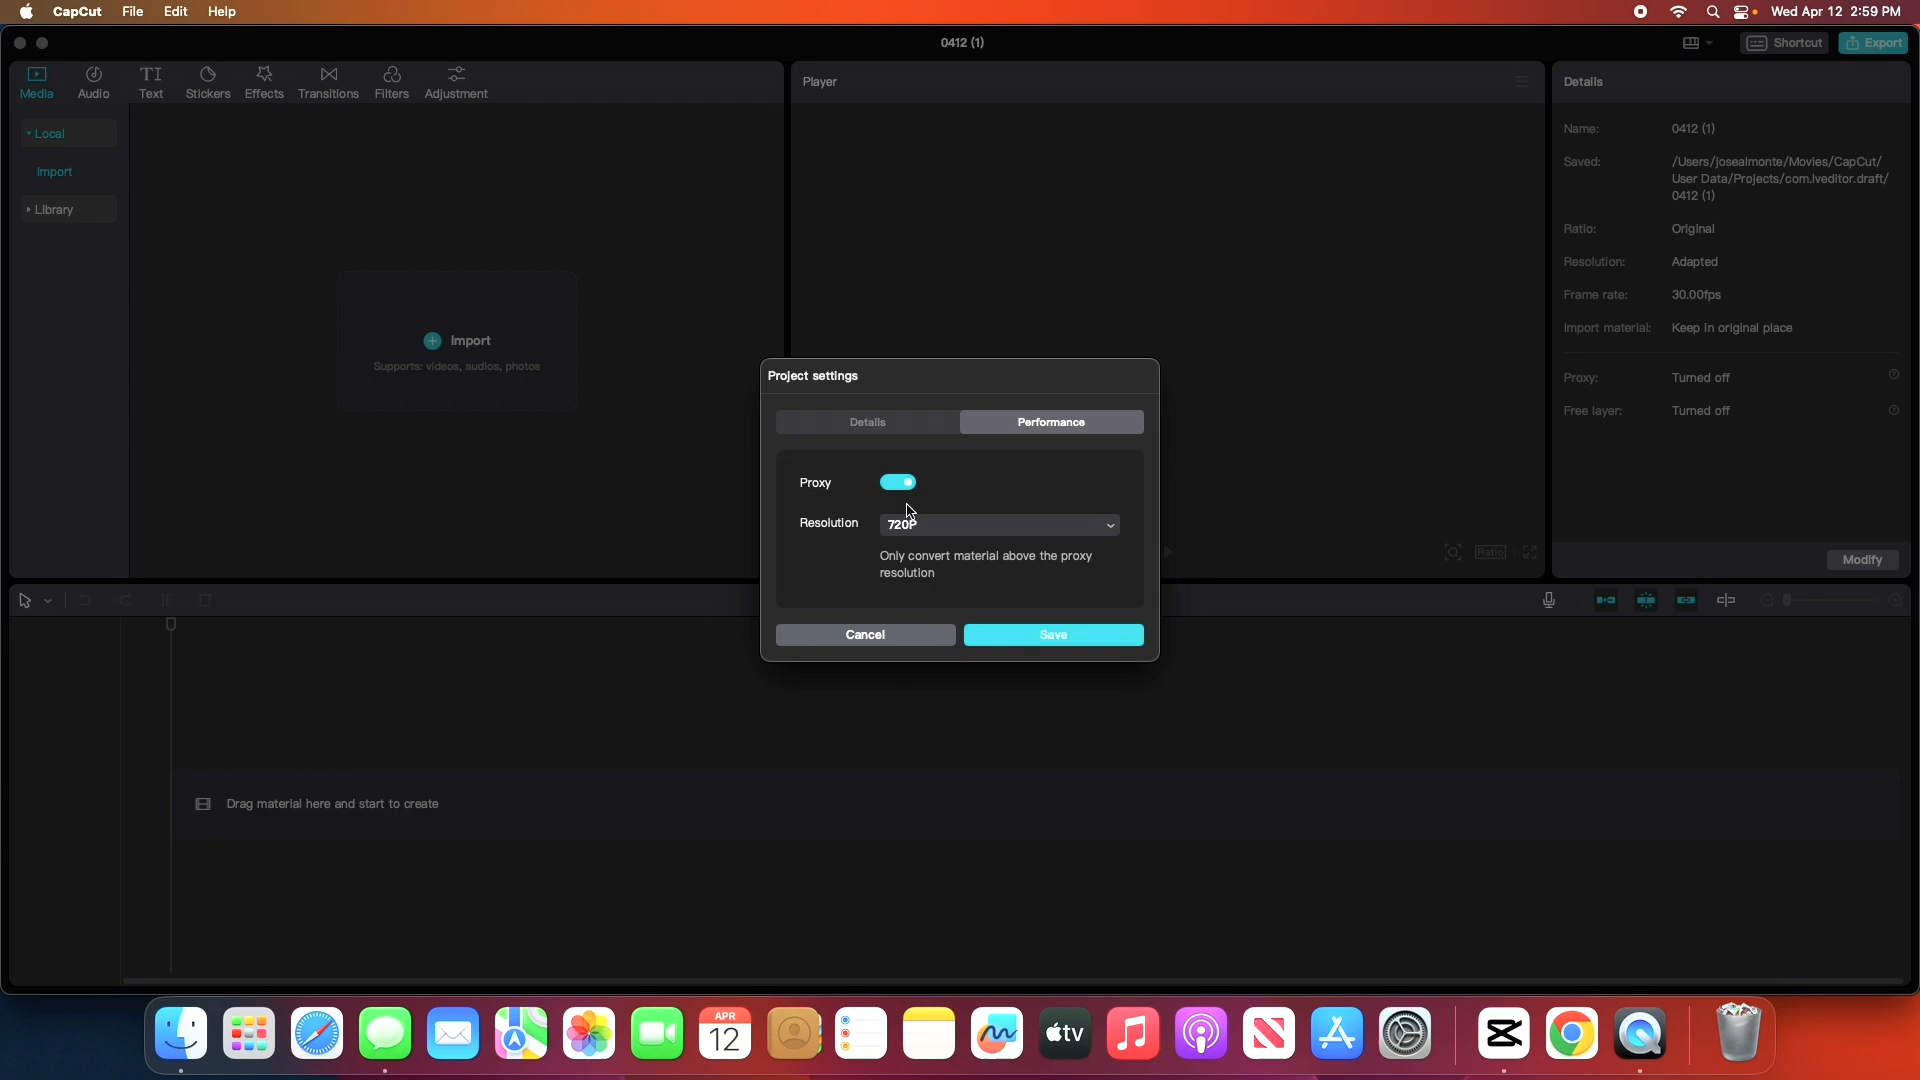 CapCut File Edit Help
Wed Apr 12 2:59 PM
0412 (1)
Shortcut
Export
Media
Audio
TI
Text
Stickers
Effects
Transitions
Filters
Adjustment
Local
Import
Library
Import
Supports: videos, audios, photos
Player
Ratio
Details
Name: 0412 (1)
Saved: /Users/josealmonte/Movies/CapCut/
User Data/Projects/com.lveditor.draft/
0412 (1)
Ratio: Original
Resolution: Adapted
Frame rate: 30.00fps
Import material: Keep in original place
Proxy: Turned off
Free layer: Turned off
Modify
Project settings
Details
Performance
Proxy
Resolution 720P
Only convert material above the proxy
resolution
Cancel
Save
Drag material here and start to create
APR
12
tv